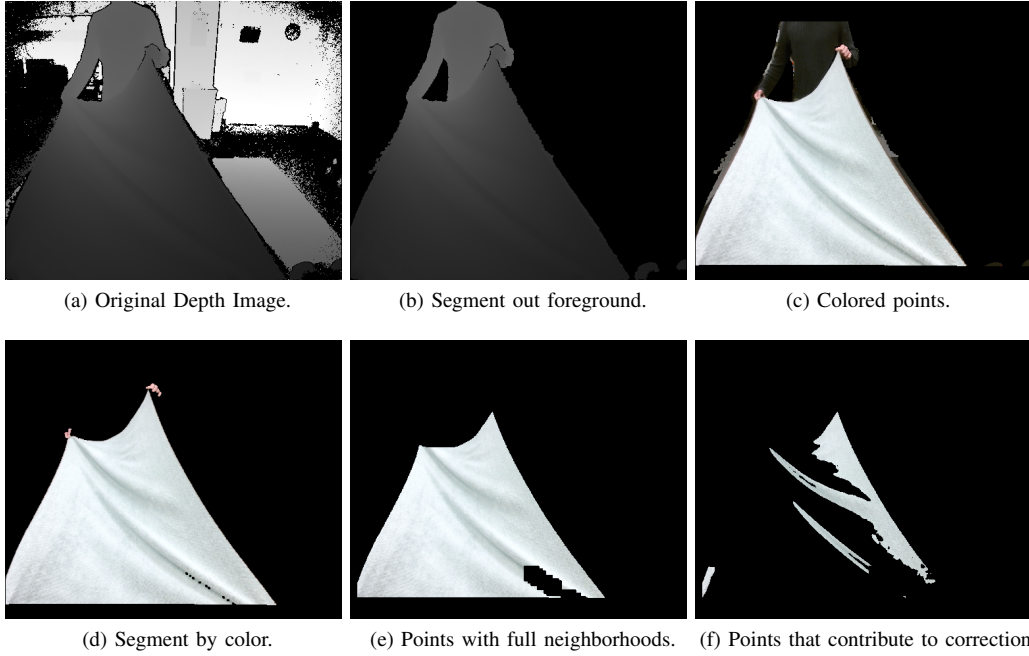 (a) Original Depth Image.
(b) Segment out foreground.
(c) Colored points.
(d) Segment by color.
(e) Points with full neighborhoods.
(f) Points that contribute to correction